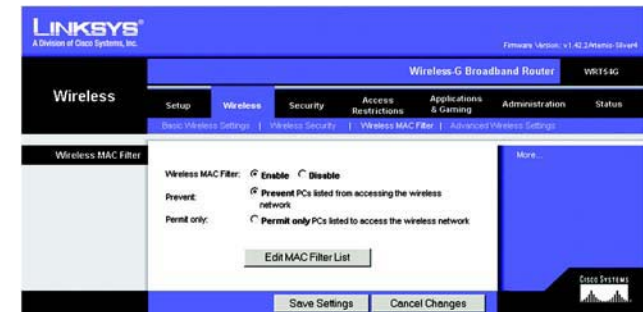 LINKSYS®
A Division of Cisco Systems, Inc.
Firmware Version: v1.42.2
Wireless-G Broadband Router WRT54G
Wireless
Setup Wireless Security Access Restrictions Applications & Gaming Administration Status
Basic Wireless Settings | Wireless Security | Wireless MAC Filter | Advanced Wireless Settings
Wireless MAC Filter
More...
Wireless MAC Filter: Enable Disable
Prevent: Prevent PCs listed from accessing the wireless
network
Permit only: Permit only PCs listed to access the wireless network
Edit MAC Filter List
Save Settings Cancel Changes
CISCO SYSTEMS